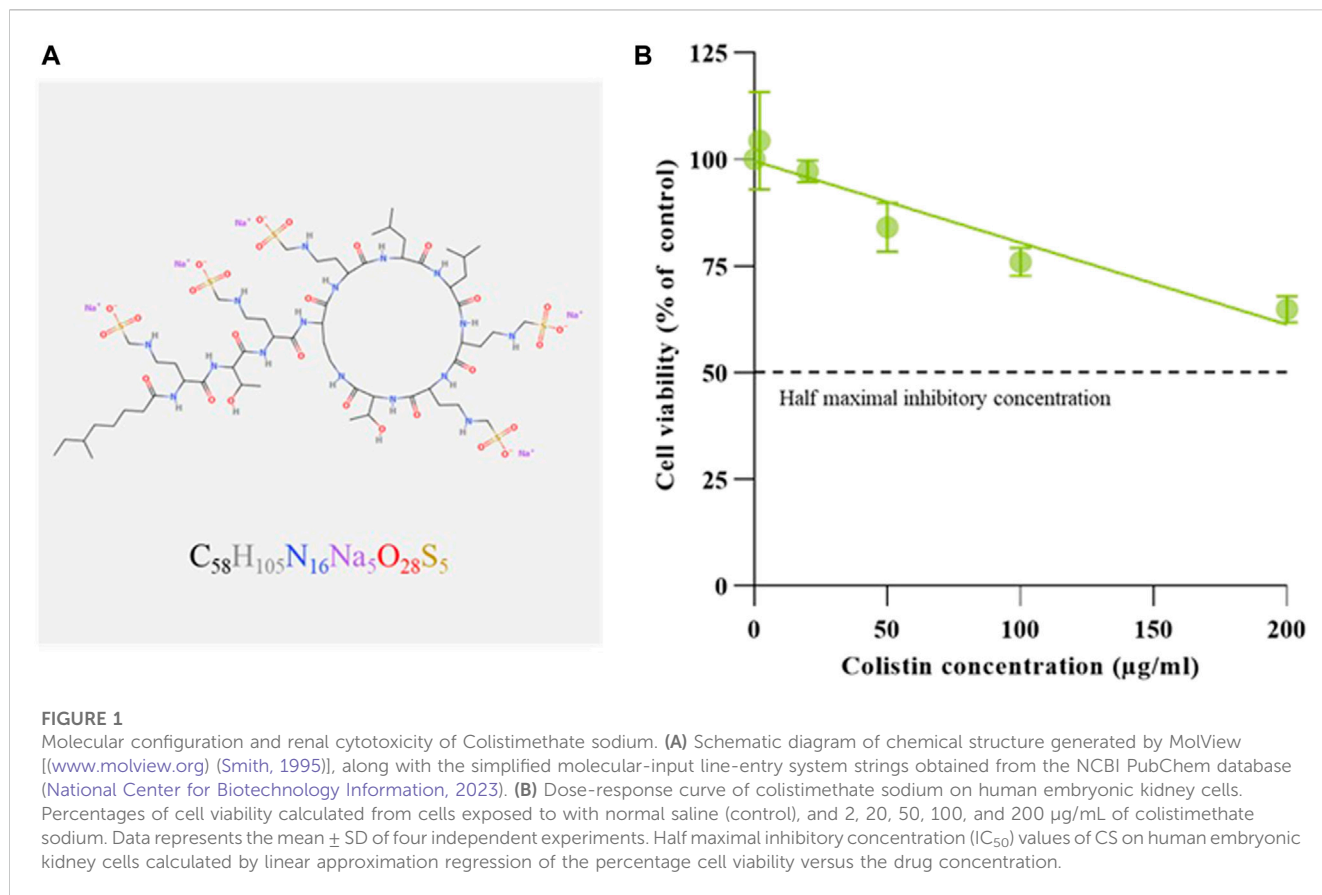 A
B
Na⁺
Na⁺
Na⁺
Na⁺
Na⁺
C₅₈H₁₀₅N₁₆Na₅O₂₈S₅
Cell viability (% of control)
125
100
75
50
25
0
Half maximal inhibitory concentration
0
50
100
150
200
Colistin concentration (µg/ml)
FIGURE 1
Molecular configuration and renal cytotoxicity of Colistimethate sodium. (A) Schematic diagram of chemical structure generated by MolView
[(www.molview.org) (Smith, 1995)], along with the simplified molecular-input line-entry system strings obtained from the NCBI PubChem database
(National Center for Biotechnology Information, 2023). (B) Dose-response curve of colistimethate sodium on human embryonic kidney cells.
Percentages of cell viability calculated from cells exposed to with normal saline (control), and 2, 20, 50, 100, and 200 µg/mL of colistimethate
sodium. Data represents the mean ± SD of four independent experiments. Half maximal inhibitory concentration (IC₅₀) values of CS on human embryonic
kidney cells calculated by linear approximation regression of the percentage cell viability versus the drug concentration.